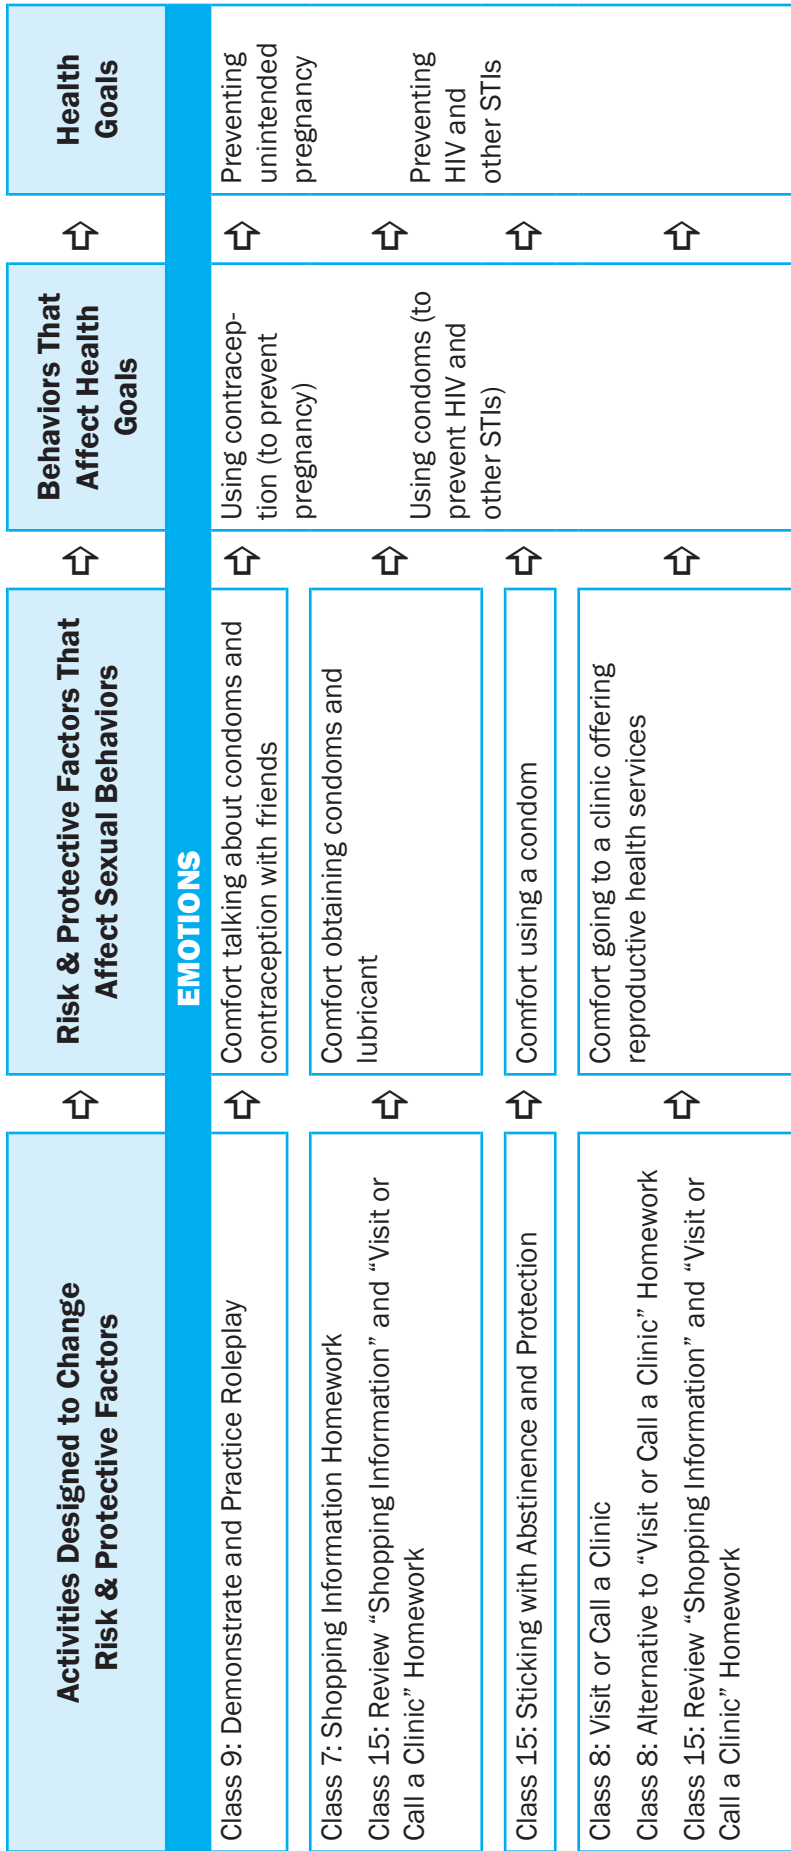 Activities Designed to Change
Risk & Protective Factors
Risk & Protective Factors That
Affect Sexual Behaviors
Behaviors That
Affect Health
Goals
Health
Goals
EMOTIONS
Class 9: Demonstrate and Practice Roleplay
Comfort talking about condoms and
contraception with friends
Using contracep-
tion (to prevent
pregnancy)
Preventing
unintended
pregnancy
Class 7: Shopping Information Homework
Class 15: Review “Shopping Information” and “Visit or
Call a Clinic” Homework
Comfort obtaining condoms and
lubricant
Using condoms (to
prevent HIV and
other STIs)
Preventing
HIV and
other STIs
Class 15: Sticking with Abstinence and Protection
Comfort using a condom
Class 8: Visit or Call a Clinic
Class 8: Alternative to “Visit or Call a Clinic” Homework
Class 15: Review “Shopping Information” and “Visit or
Call a Clinic” Homework
Comfort going to a clinic offering
reproductive health services